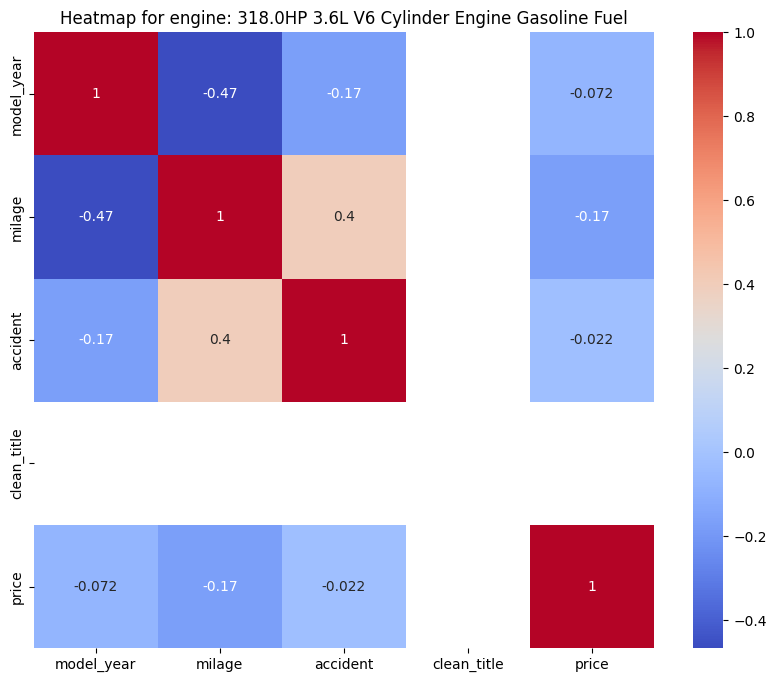 Heatmap for engine: 318.0HP 3.6L V6 Cylinder Engine Gasoline Fuel
model_year 1 -0.47 -0.17 -0.072
milage -0.47 1 0.4 -0.17
accident -0.17 0.4 1 -0.022
clean_title
price -0.072 -0.17 -0.022 1
model_year milage accident clean_title price
1.0
0.8
0.6
0.4
0.2
0.0
-0.2
-0.4